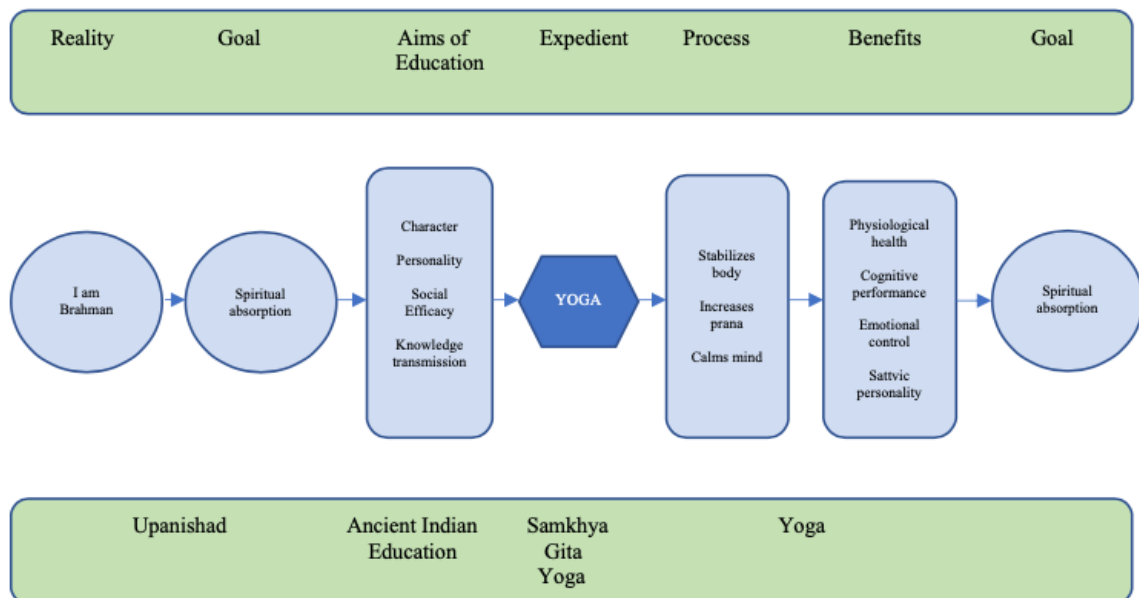 Reality
Goal
Aims of
Education
Expedient
Process
Benefits
Goal
I am
Brahman
Spiritual
absorption
Character
Personality
Social
Efficacy
Knowledge
transmission
YOGA
Stabilizes
body
Increases
prana
Calms mind
Physiological
health
Cognitive
performance
Emotional
control
Sattvic
personality
Spiritual
absorption
Upanishad
Ancient Indian
Education
Samkhya
Gita
Yoga
Yoga